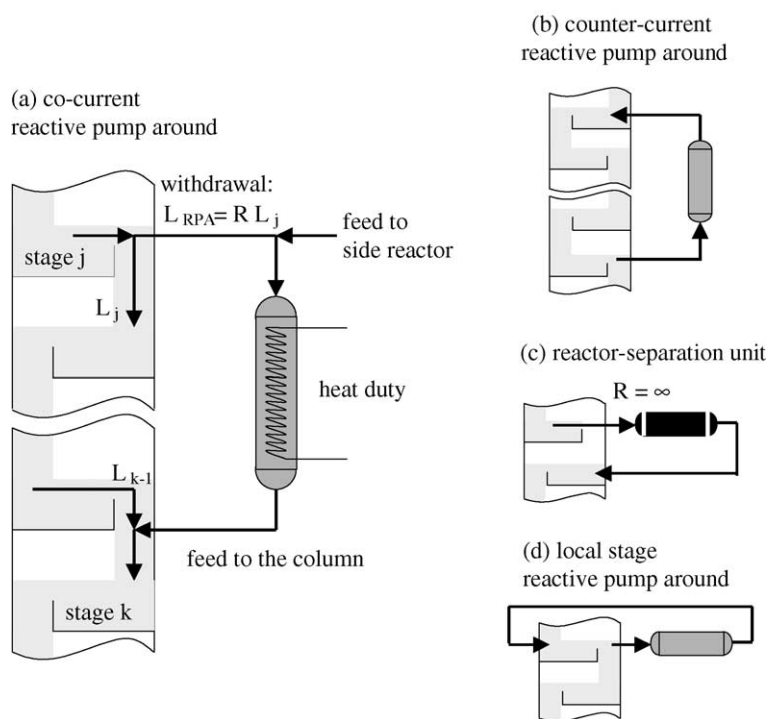 (a) co-current
reactive pump around
withdrawal:
L RPA= R L j
feed to
side reactor
stage j
L j
heat duty
L k-1
feed to the column
stage k
(b) counter-current
reactive pump around
(c) reactor-separation unit
R = ∞
(d) local stage
reactive pump around